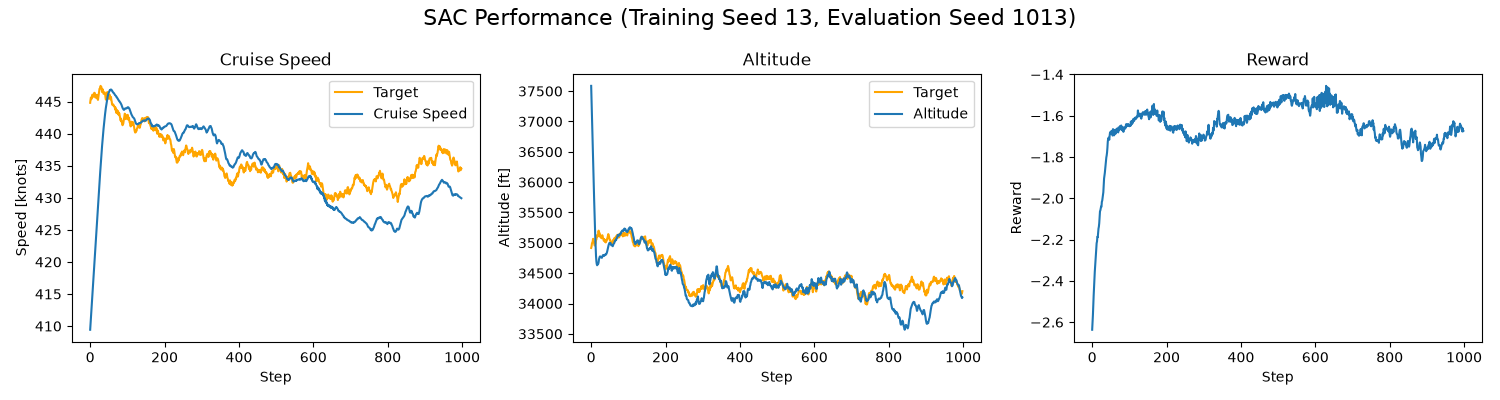 SAC Performance (Training Seed 13, Evaluation Seed 1013)
Cruise Speed
Speed [knots]
445
440
435
430
425
420
415
410
0 200 400 600 800 1000
Step
Target
Cruise Speed
Altitude
Altitude [ft]
37500
37000
36500
36000
35500
35000
34500
34000
33500
0 200 400 600 800 1000
Step
Target
Altitude
Reward
Reward
−1.4
−1.6
−1.8
−2.0
−2.2
−2.4
−2.6
0 200 400 600 800 1000
Step